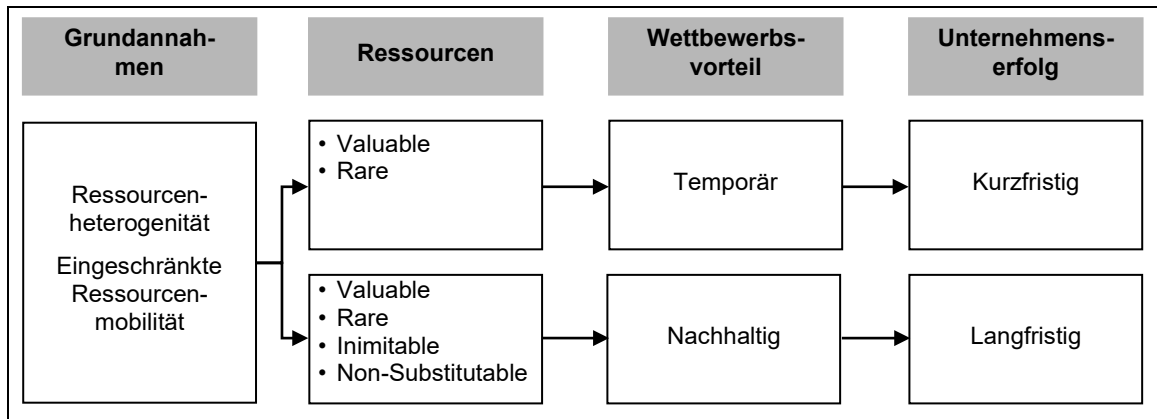 Grundannah-
men
Ressourcen
Wettbewerbs-
vorteil
Unternehmens-
erfolg
Ressourcen-
heterogenität
Eingeschränkte
Ressourcen-
mobilität
• Valuable
• Rare
Temporär
Kurzfristig
• Valuable
• Rare
• Inimitable
• Non-Substitutable
Nachhaltig
Langfristig